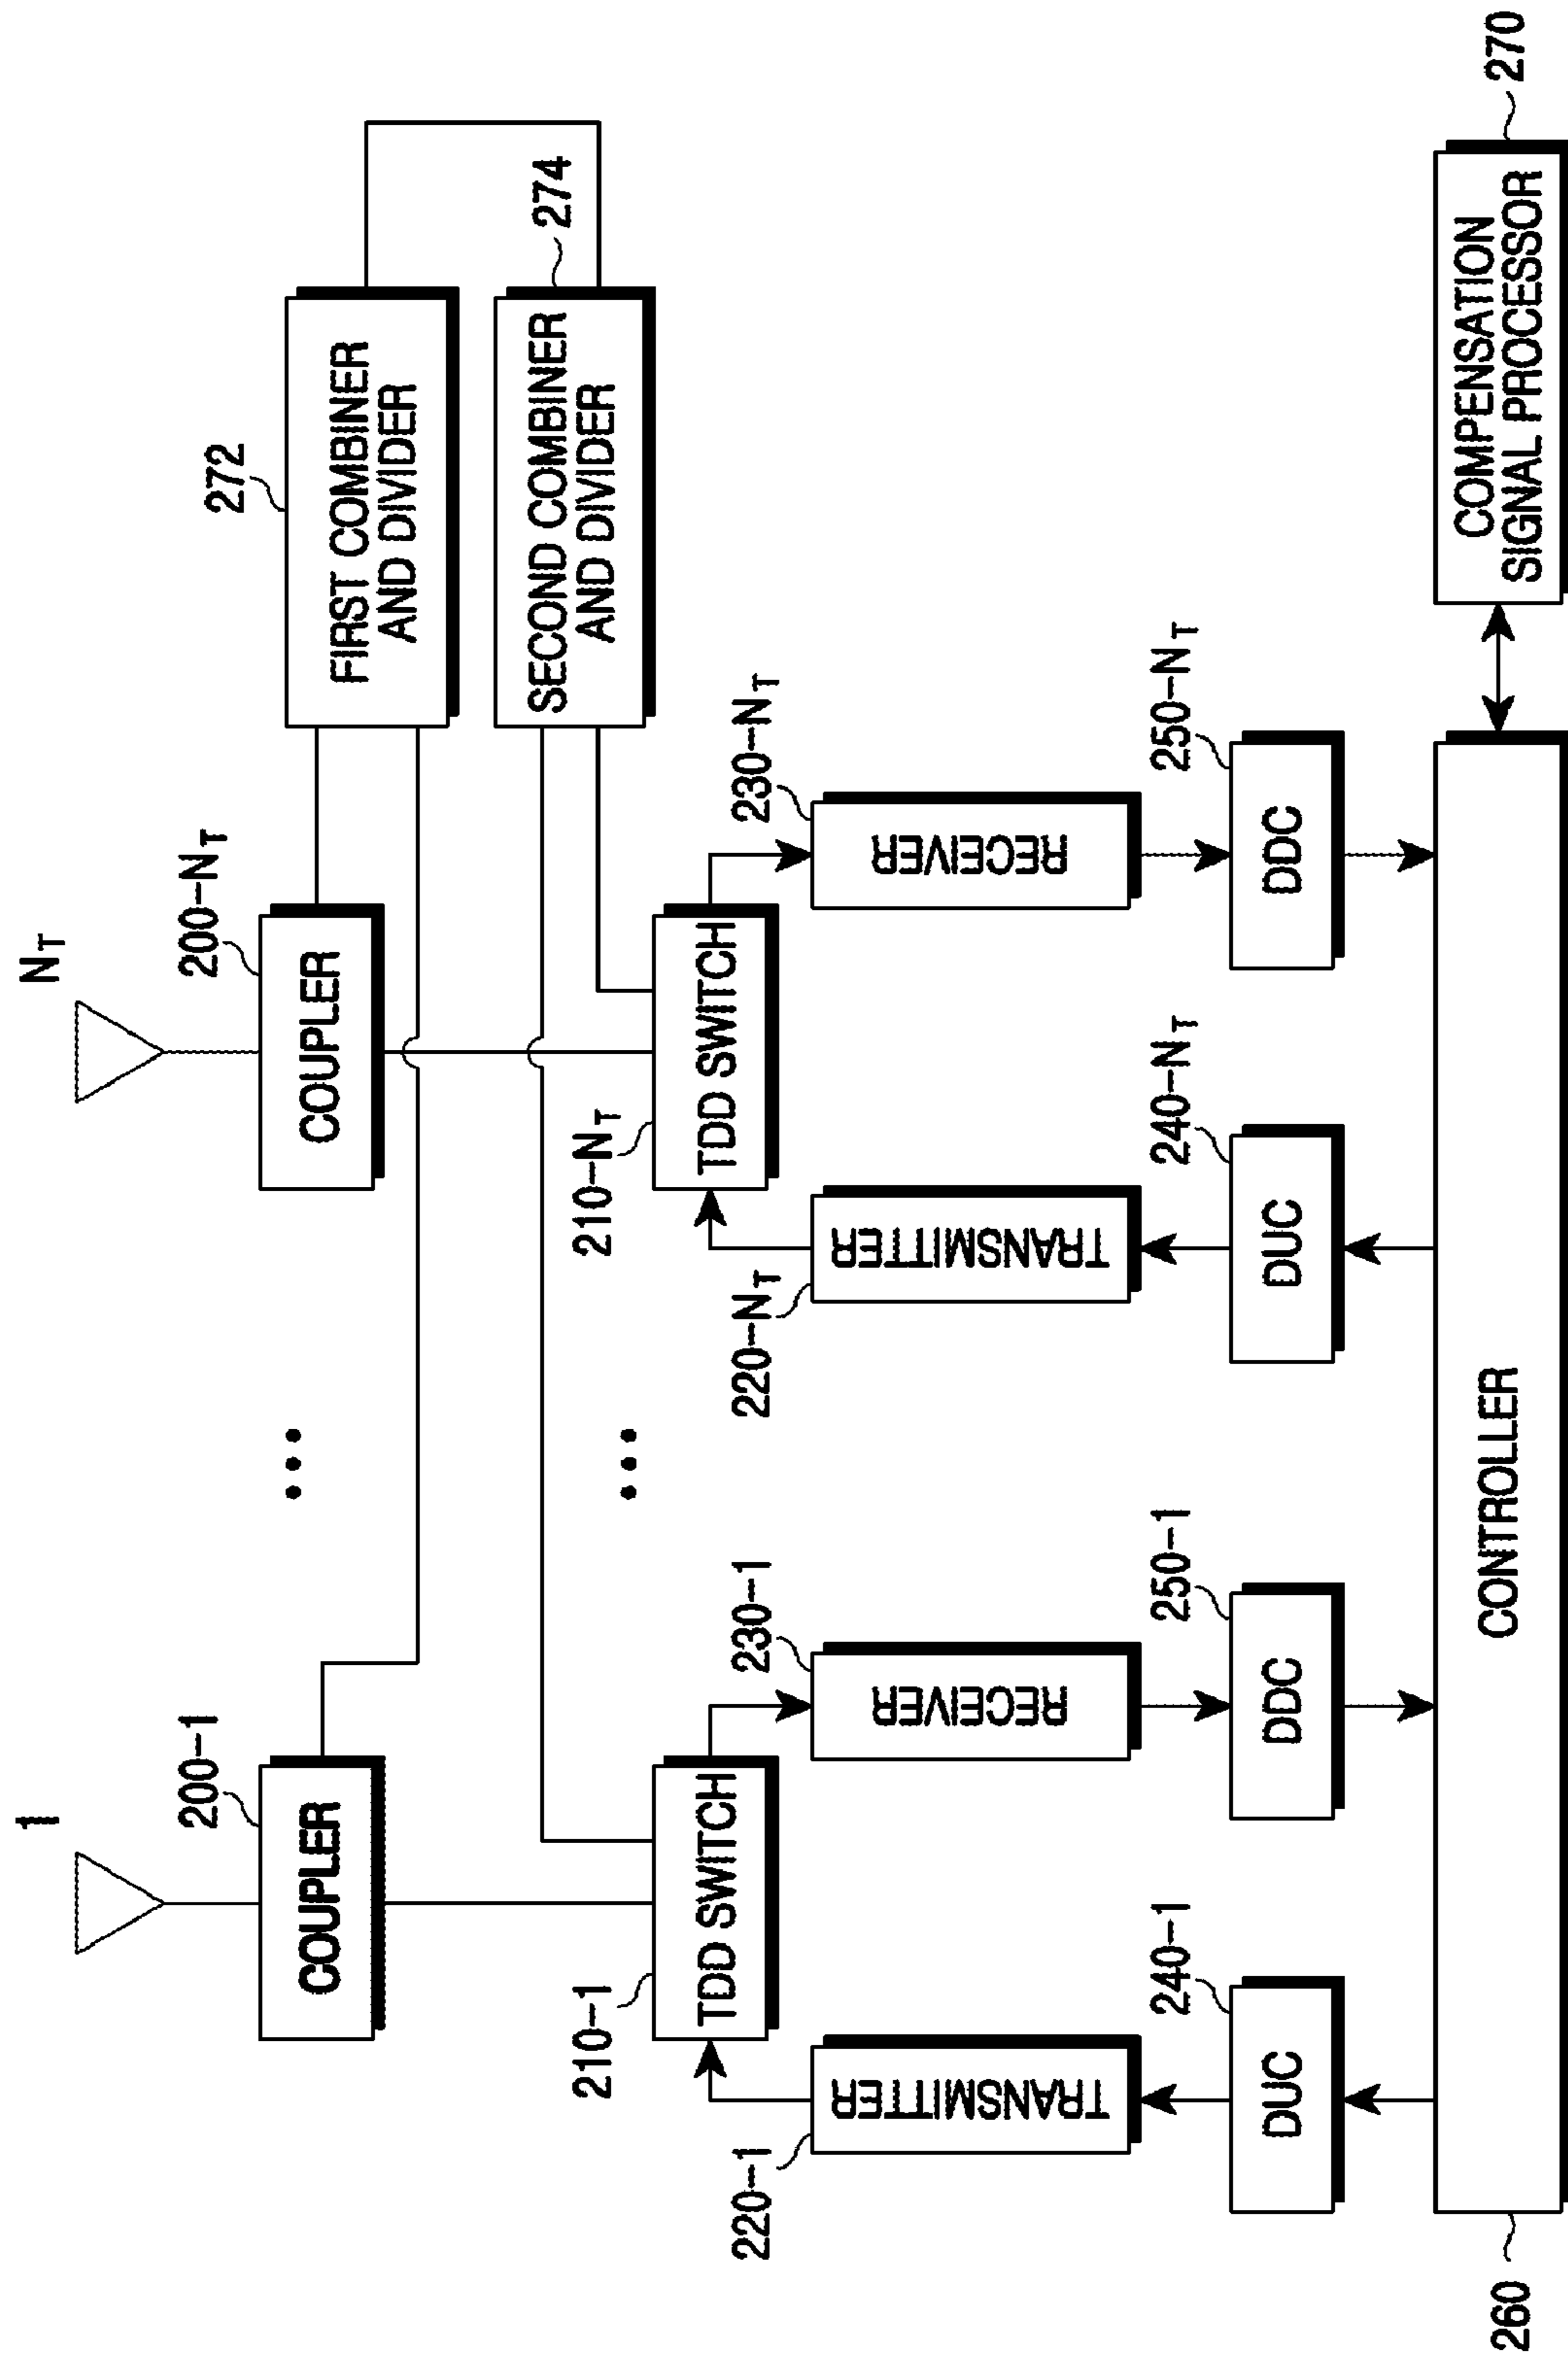 1
N_T
200-1
200-N_T
272
COUPLER
COUPLER
FIRST COMBINER
AND DIVIDER
274
SECOND COMBINER
AND DIVIDER
...
...
210-1
210-N_T
TDD SWITCH
TDD SWITCH
220-1
230-1
220-N_T
230-N_T
TRANSMITTER
RECEIVER
TRANSMITTER
RECEIVER
240-1
250-1
240-N_T
250-N_T
DUC
DDC
DUC
DDC
260
CONTROLLER
COMPENSATION
SIGNAL PROCESSOR
270